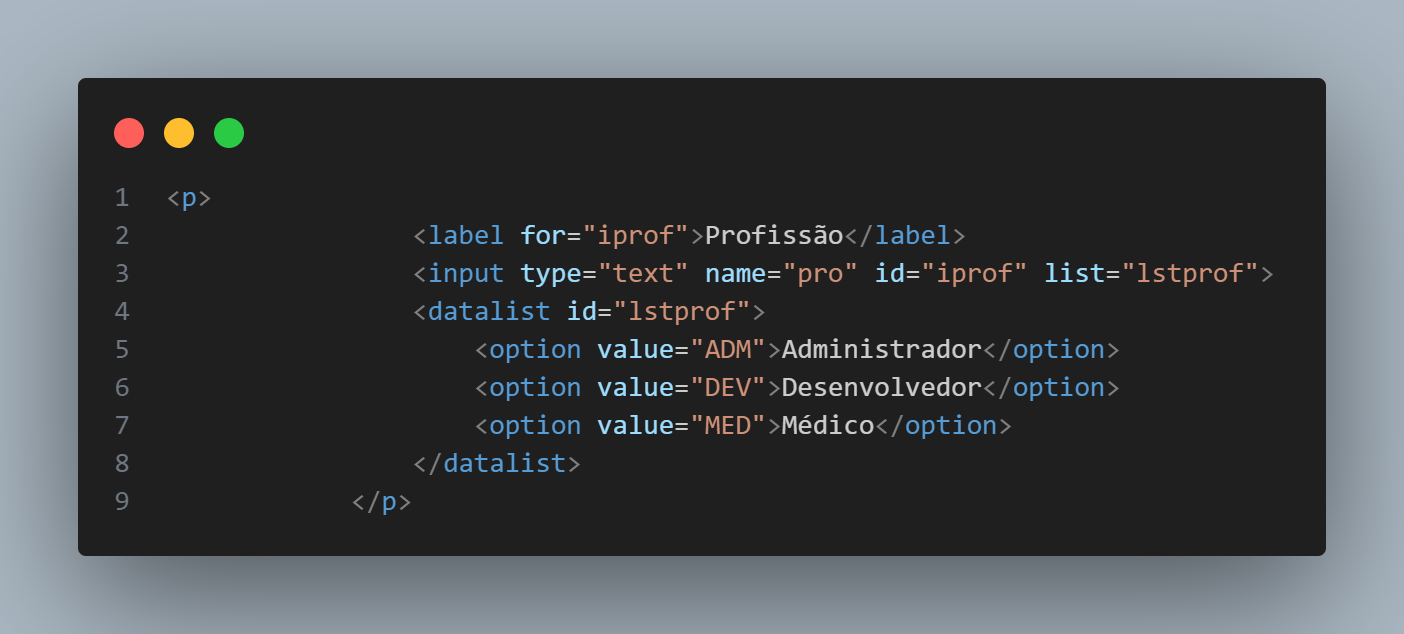 1 <p>
2                 <label for="iprof">Profissão</label>
3                 <input type="text" name="pro" id="iprof" list="lstprof">
4                 <datalist id="lstprof">
5                     <option value="ADM">Administrador</option>
6                     <option value="DEV">Desenvolvedor</option>
7                     <option value="MED">Médico</option>
8                 </datalist>
9             </p>